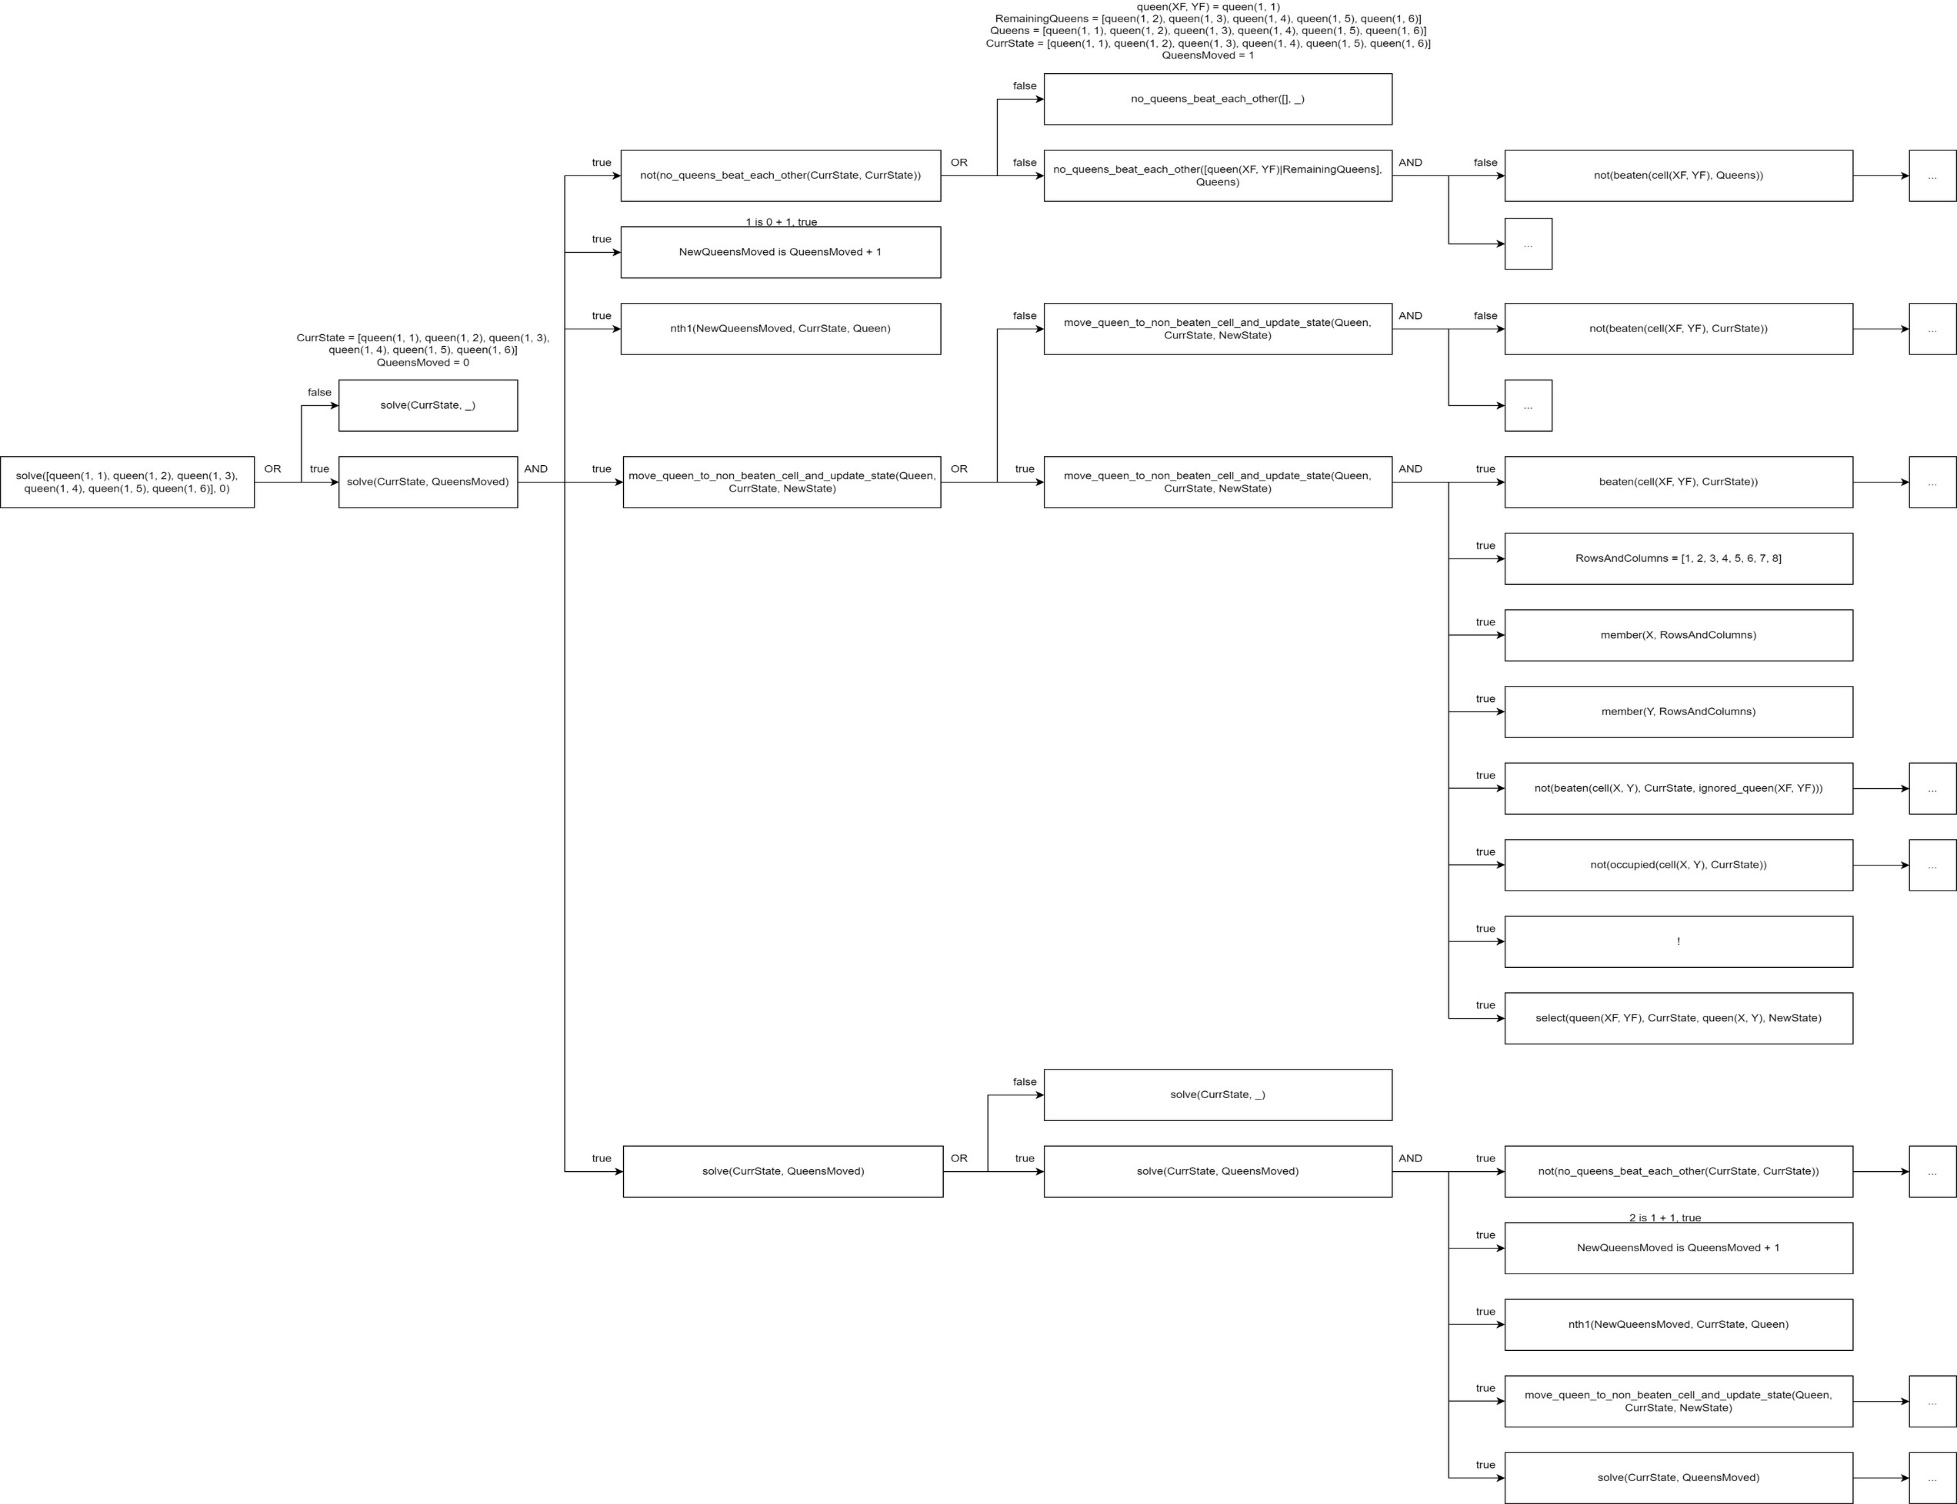 queen(XF, YF) = queen(1, 1)
RemainingQueens = [queen(1, 2), queen(1, 3), queen(1, 4), queen(1, 5), queen(1, 6)]
Queens = [queen(1, 1), queen(1, 2), queen(1, 3), queen(1, 4), queen(1, 5), queen(1, 6)]
CurrState = [queen(1, 1), queen(1, 2), queen(1, 3), queen(1, 4), queen(1, 5), queen(1, 6)]
QueensMoved = 1
false
no_queens_beat_each_other([], _)
true
not(no_queens_beat_each_other(CurrState, CurrState))
OR
false
no_queens_beat_each_other([queen(XF, YF)|RemainingQueens],
Queens)
AND
false
not(beaten(cell(XF, YF), Queens))
...
1 is 0 + 1, true
true
NewQueensMoved is QueensMoved + 1
...
true
nth1(NewQueensMoved, CurrState, Queen)
false
move_queen_to_non_beaten_cell_and_update_state(Queen,
CurrState, NewState)
AND
false
not(beaten(cell(XF, YF), CurrState))
...
CurrState = [queen(1, 1), queen(1, 2), queen(1, 3),
queen(1, 4), queen(1, 5), queen(1, 6)]
QueensMoved = 0
false
solve(CurrState, _)
...
solve([queen(1, 1), queen(1, 2), queen(1, 3),
queen(1, 4), queen(1, 5), queen(1, 6)], 0)
OR
true
solve(CurrState, QueensMoved)
AND
true
move_queen_to_non_beaten_cell_and_update_state(Queen,
CurrState, NewState)
OR
true
move_queen_to_non_beaten_cell_and_update_state(Queen,
CurrState, NewState)
AND
true
beaten(cell(XF, YF), CurrState))
...
true
RowsAndColumns = [1, 2, 3, 4, 5, 6, 7, 8]
true
member(X, RowsAndColumns)
true
member(Y, RowsAndColumns)
true
not(beaten(cell(X, Y), CurrState, ignored_queen(XF, YF)))
...
true
not(occupied(cell(X, Y), CurrState))
...
true
!
true
select(queen(XF, YF), CurrState, queen(X, Y), NewState)
false
solve(CurrState, _)
true
solve(CurrState, QueensMoved)
OR
true
solve(CurrState, QueensMoved)
AND
true
not(no_queens_beat_each_other(CurrState, CurrState))
...
2 is 1 + 1, true
true
NewQueensMoved is QueensMoved + 1
true
nth1(NewQueensMoved, CurrState, Queen)
true
move_queen_to_non_beaten_cell_and_update_state(Queen,
CurrState, NewState)
...
true
solve(CurrState, QueensMoved)
...